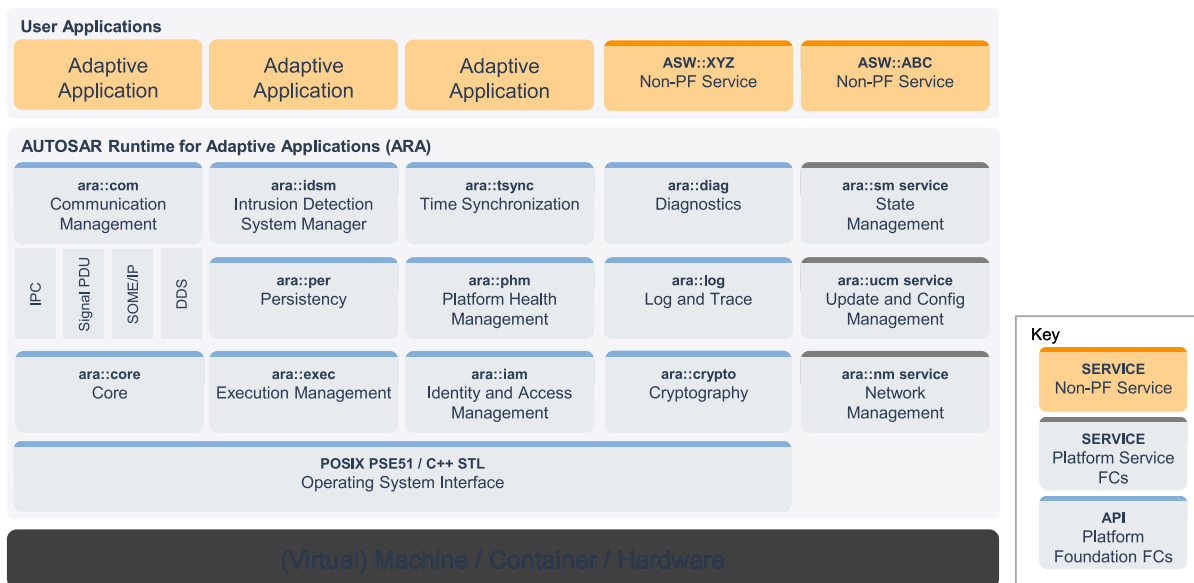 User Applications
Adaptive
Application
Adaptive
Application
Adaptive
Application
ASW::XYZ
Non-PF Service
ASW::ABC
Non-PF Service
AUTOSAR Runtime for Adaptive Applications (ARA)
ara::com
Communication
Management
ara::idsm
Intrusion Detection
System Manager
ara::tsync
Time Synchronization
ara::diag
Diagnostics
ara::sm service
State
Management
IPC
Signal PDU
SOME/IP
DDS
ara::per
Persistency
ara::phm
Platform Health
Management
ara::log
Log and Trace
ara::ucm service
Update and Config
Management
ara::core
Core
ara::exec
Execution Management
ara::iam
Identity and Access
Management
ara::crypto
Cryptography
ara::nm service
Network
Management
POSIX PSE51 / C++ STL
Operating System Interface
(Virtual) Machine / Container / Hardware
Key
SERVICE
Non-PF Service
SERVICE
Platform Service
FCs
API
Platform
Foundation FCs